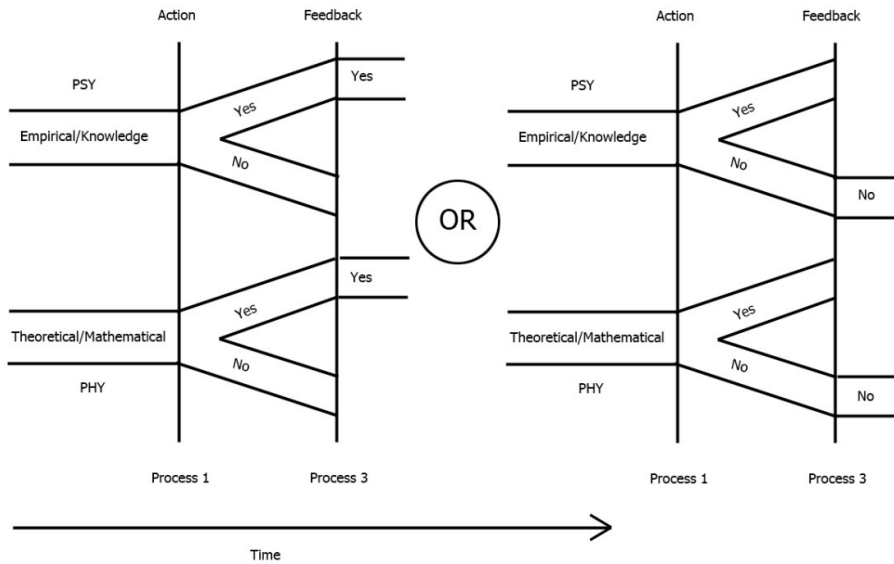 Action
Feedback
PSY
Yes
Yes
Empirical/Knowledge
No
Yes
Yes
Theoretical/Mathematical
No
PHY
Process 1
Process 3
OR
Action
Feedback
PSY
Yes
Empirical/Knowledge
No
No
Yes
Theoretical/Mathematical
No
No
PHY
Process 1
Process 3
Time